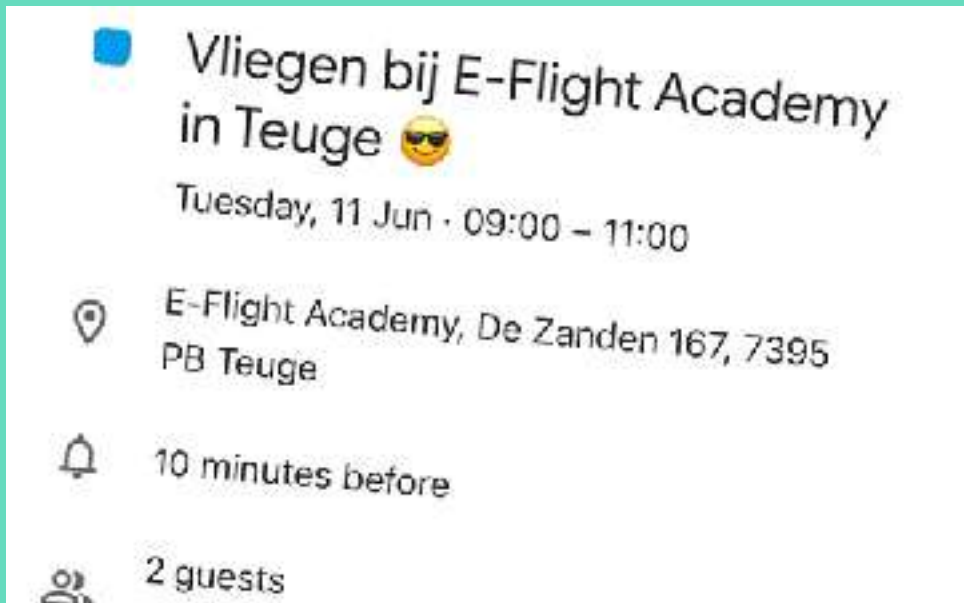 Vliegen bij E-Flight Academy
in Teuge 😎
Tuesday, 11 Jun · 09:00 – 11:00
E-Flight Academy, De Zanden 167, 7395
PB Teuge
10 minutes before
2 guests